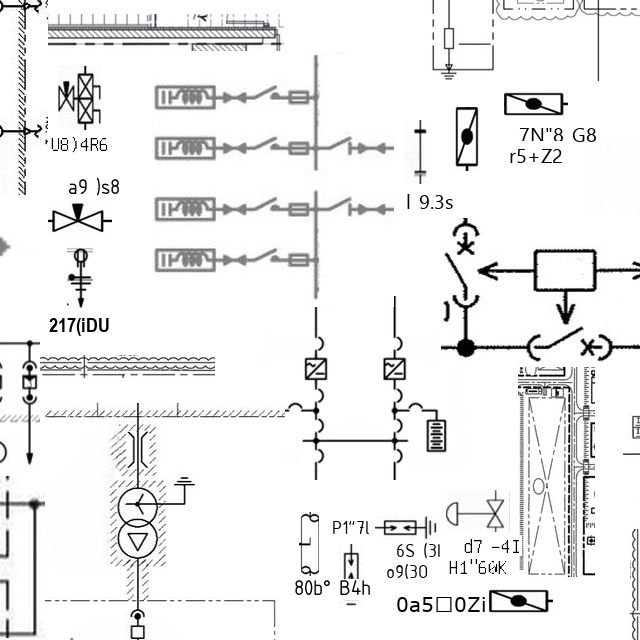 U8)4R6
a9 )s8
217(iDU
7N"8 G8
r5+Z2
l 9.3s
P1"7l
6S (3l
o9(30
80b° B4h
d7 -4I
H1"60K
0a5□0Zi